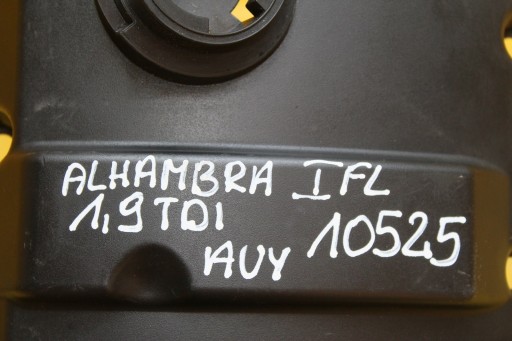 ALHAMBRA I FL
1,9 TDI
AUY 10525